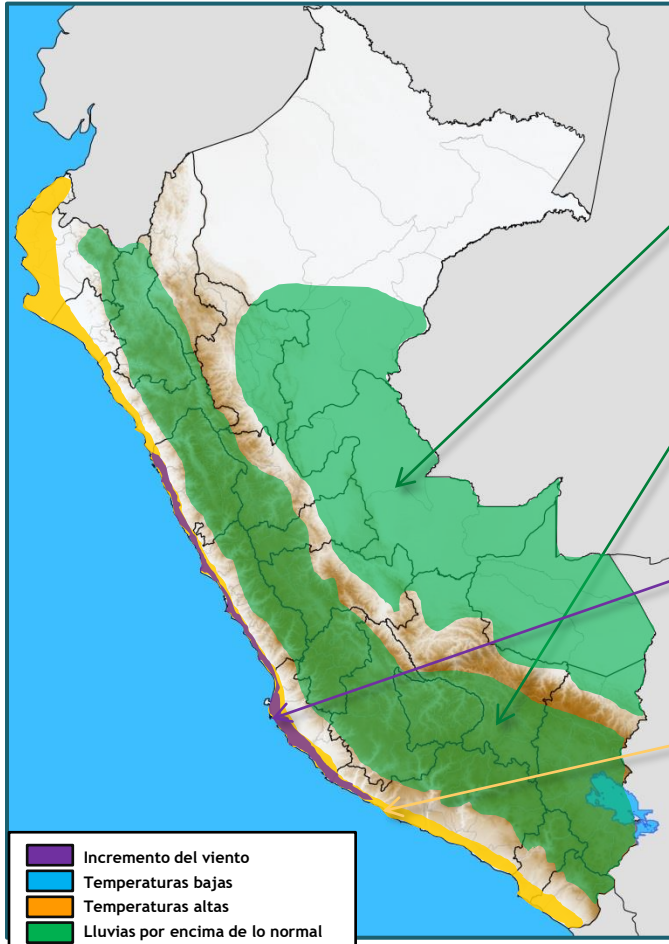 Incremento del viento
Temperaturas bajas
Temperaturas altas
Lluvias por encima de lo normal